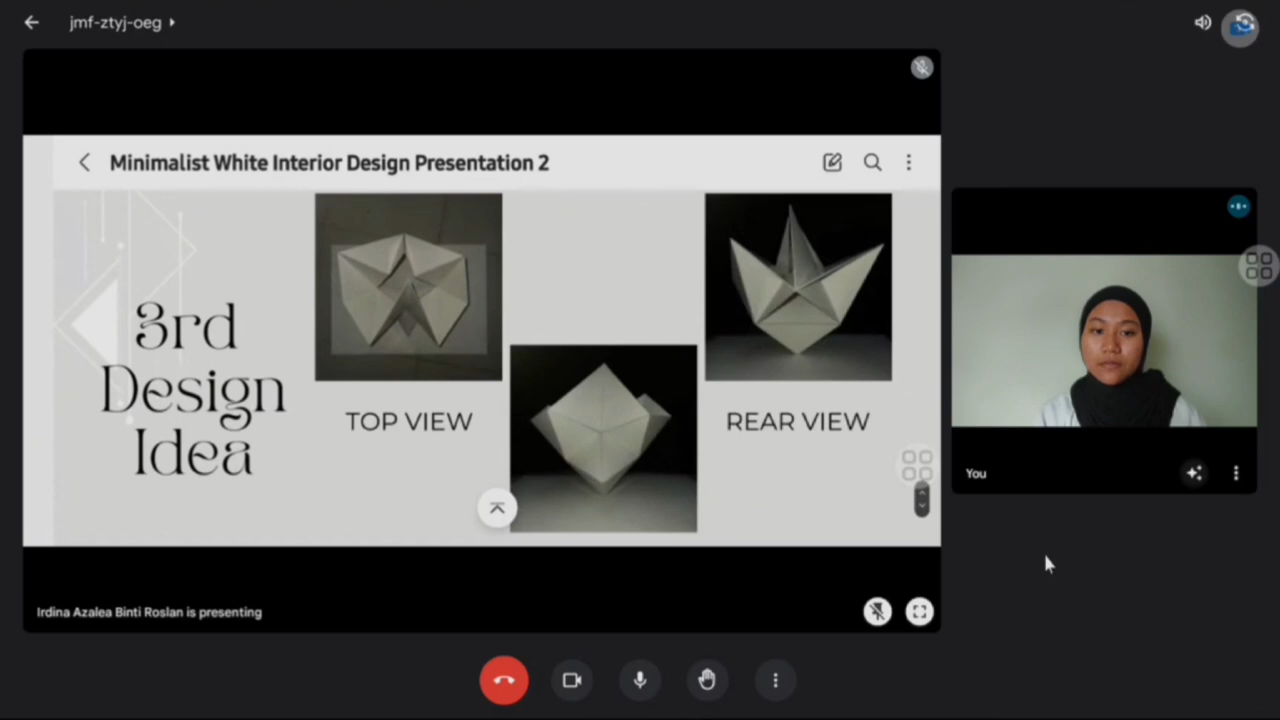 jmf-ztyj-oeg
Minimalist White Interior Design Presentation 2
3rd
Design
Idea
TOP VIEW
REAR VIEW
You
Irdina Azalea Binti Roslan is presenting